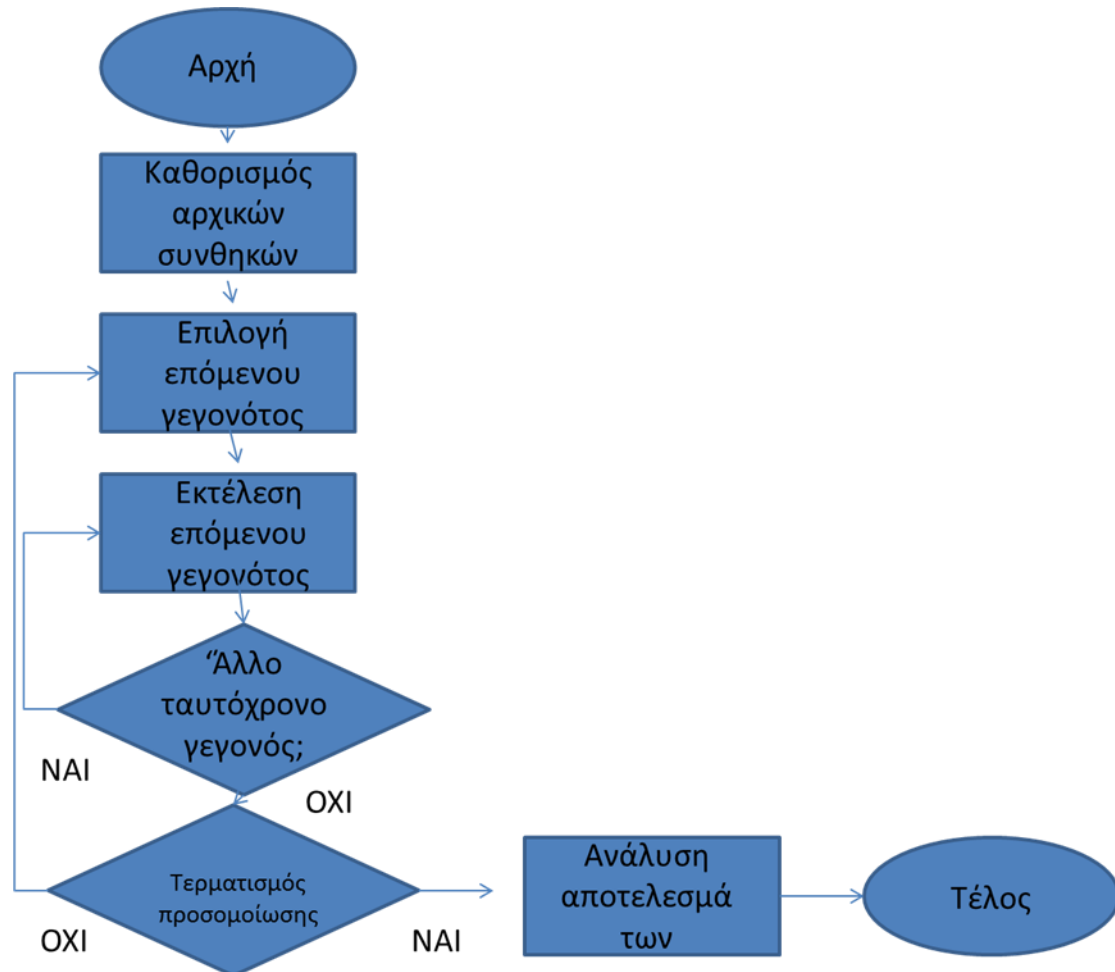 Αρχή
Καθορισμός
αρχικών
συνθηκών
Επιλογή
επόμενου
γεγονότος
Εκτέλεση
επόμενου
γεγονότος
“Άλλο
ταυτόχρονο
γεγονός;
ΝΑΙ
ΟΧΙ
Τερματισμός
προσομοίωσης
ΟΧΙ
ΝΑΙ
Ανάλυση
αποτελεσμά
των
Τέλος